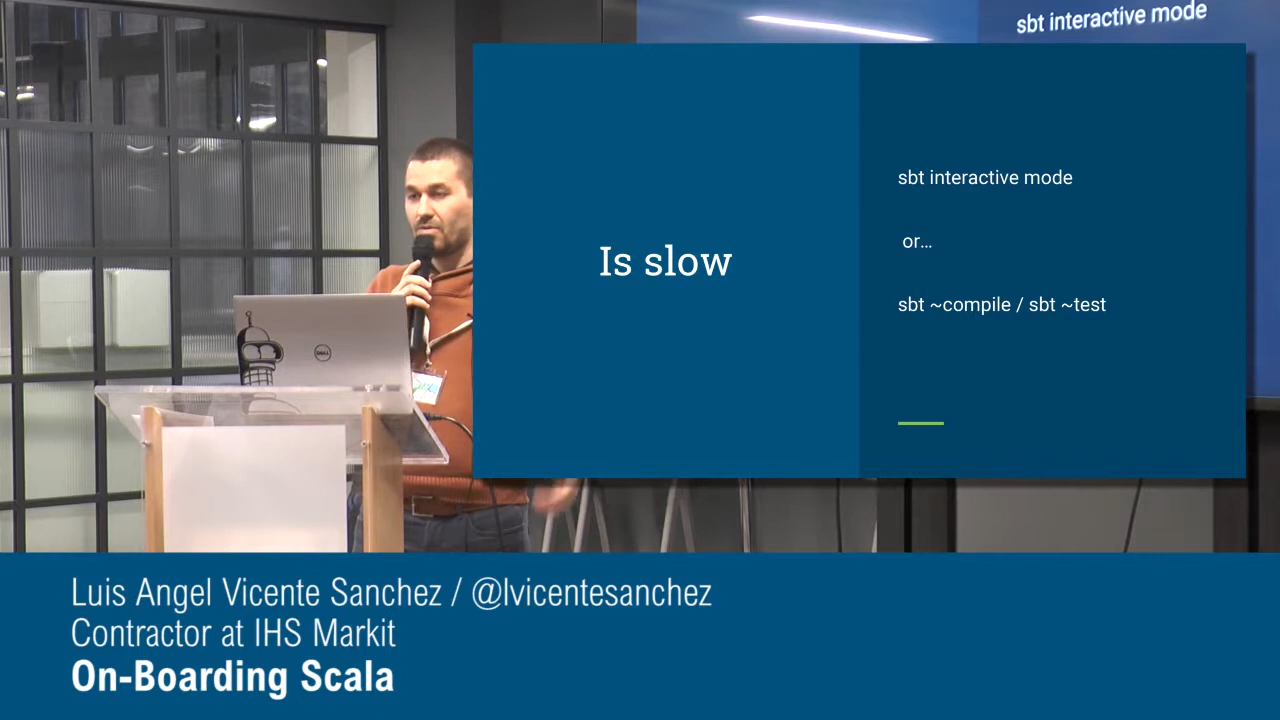 sbt interactive mode
Is slow
sbt interactive mode
or...
sbt ~compile / sbt ~test
DELL
Luis Angel Vicente Sanchez / @lvicentesanchez
Contractor at IHS Markit
On-Boarding Scala